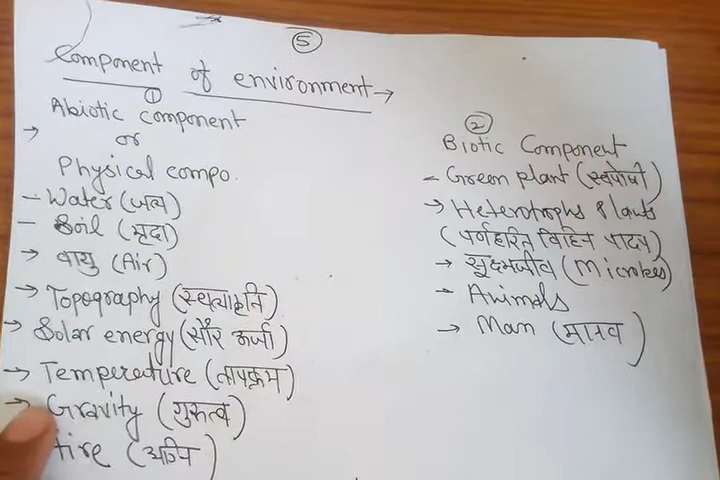 ⑤
Component of environment →
①
Abiotic component
→ or
Physical compo.
- Water (जल)
- Soil (मृदा)
→ वायु (Air)
→ Topography (स्थलाकृति)
→ Solar energy (सौर ऊर्जा)
→ Temperature (तापक्रम)
→ Gravity (गुरुत्व)
fire (अग्नि)
②
Biotic Component
- Green plant (स्वपोषी)
→ Heterotrophs Plants
(पर्णहरित विहिन पादप)
→ सुक्ष्मजीव (Microbes)
- Animals
→ Man (मानव)